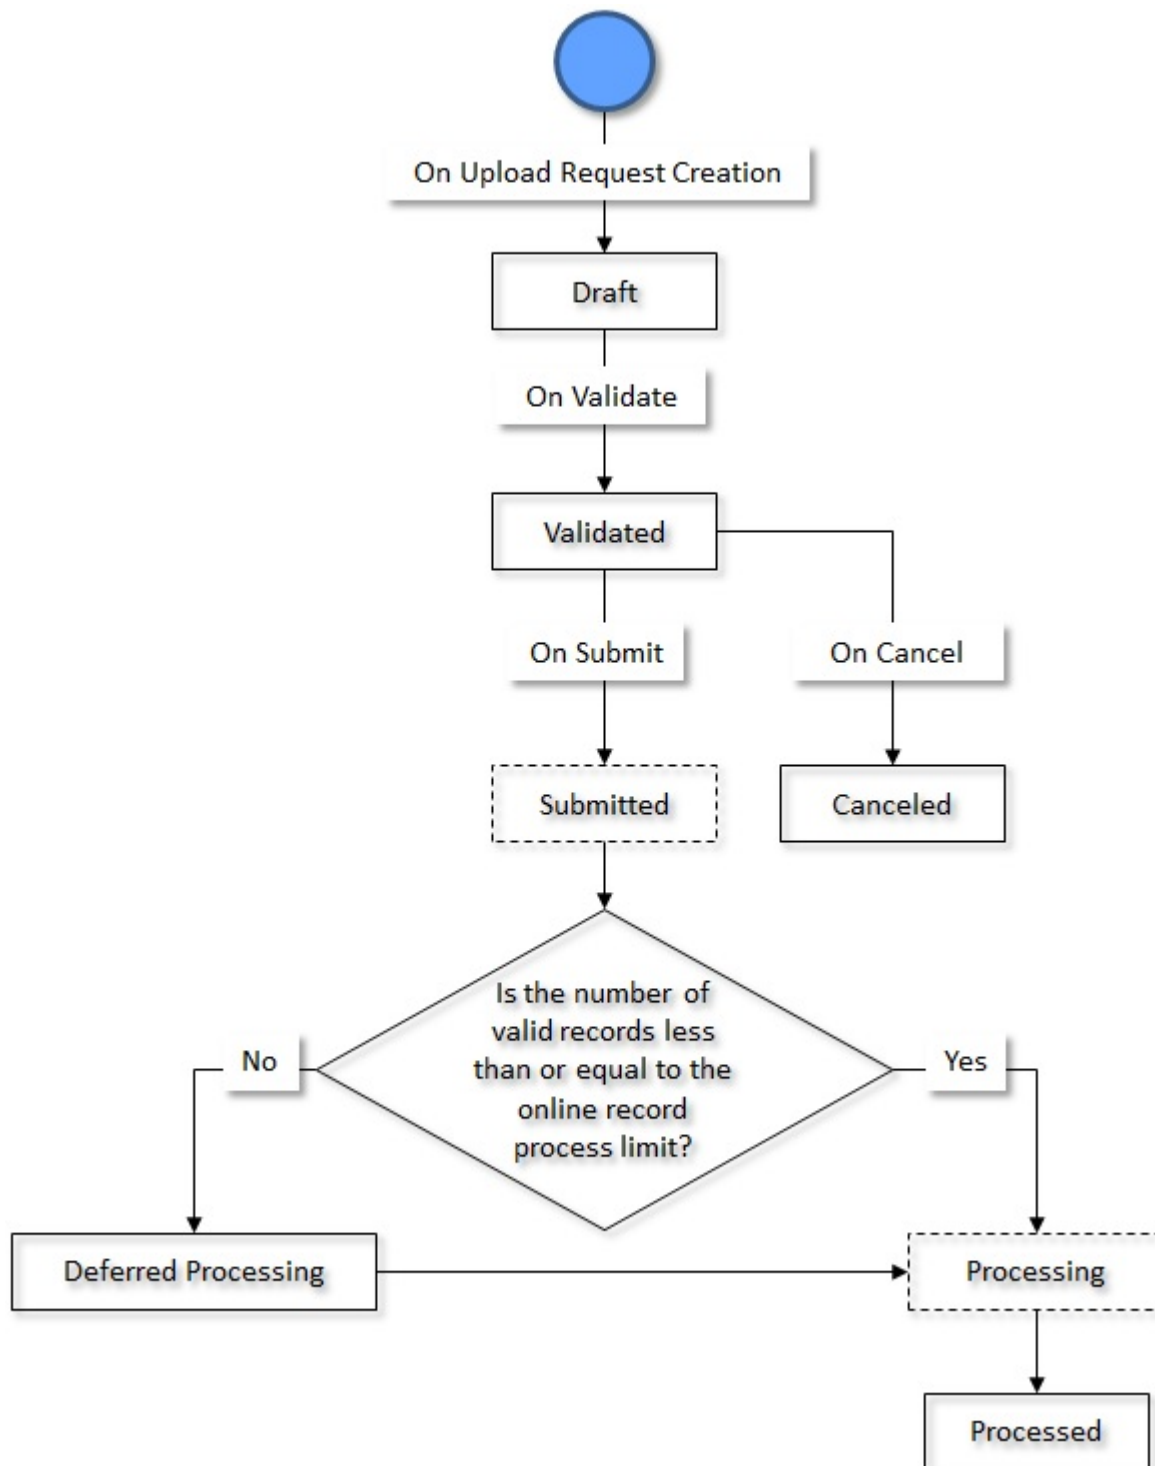 On Upload Request Creation
Draft
On Validate
Validated
On Submit
On Cancel
Submitted
Canceled
Is the number of
valid records less
than or equal to the
online record
process limit?
No
Yes
Deferred Processing
Processing
Processed